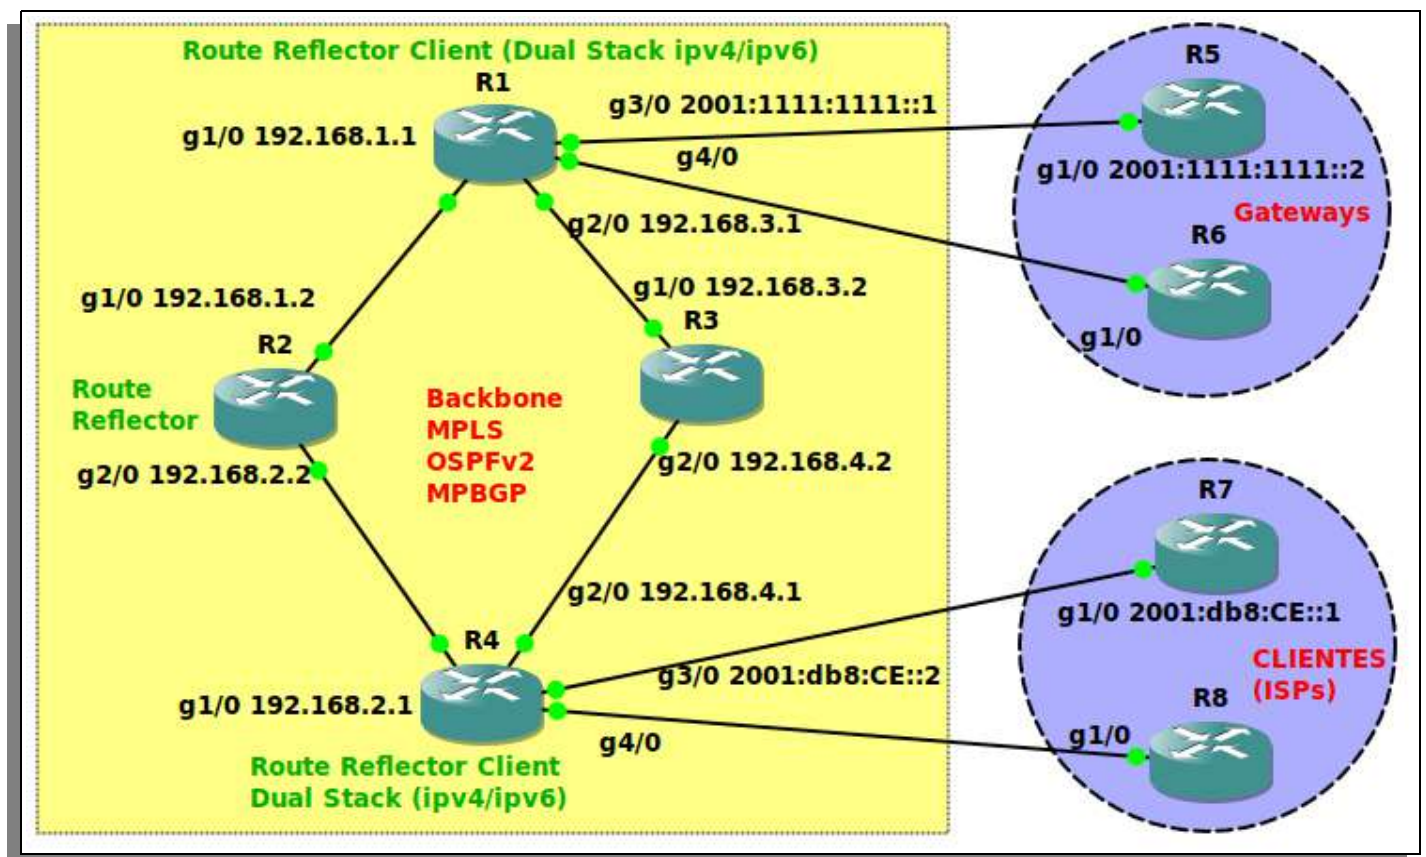 Route Reflector Client (Dual Stack ipv4/ipv6)
R1
g1/0 192.168.1.1
g3/0 2001:1111:1111::1
g4/0
g2/0 192.168.3.1
R5
g1/0 2001:1111:1111::2
Gateways
R6
g1/0
g1/0 192.168.1.2
R2
g1/0 192.168.3.2
R3
Route
Reflector
g2/0 192.168.2.2
Backbone
MPLS
OSPFv2
MPBGP
g2/0 192.168.4.2
g2/0 192.168.4.1
R4
g1/0 192.168.2.1
g3/0 2001:db8:CE::2
g4/0
Route Reflector Client
Dual Stack (ipv4/ipv6)
R7
g1/0 2001:db8:CE::1
CLIENTES
(ISPs)
R8
g1/0